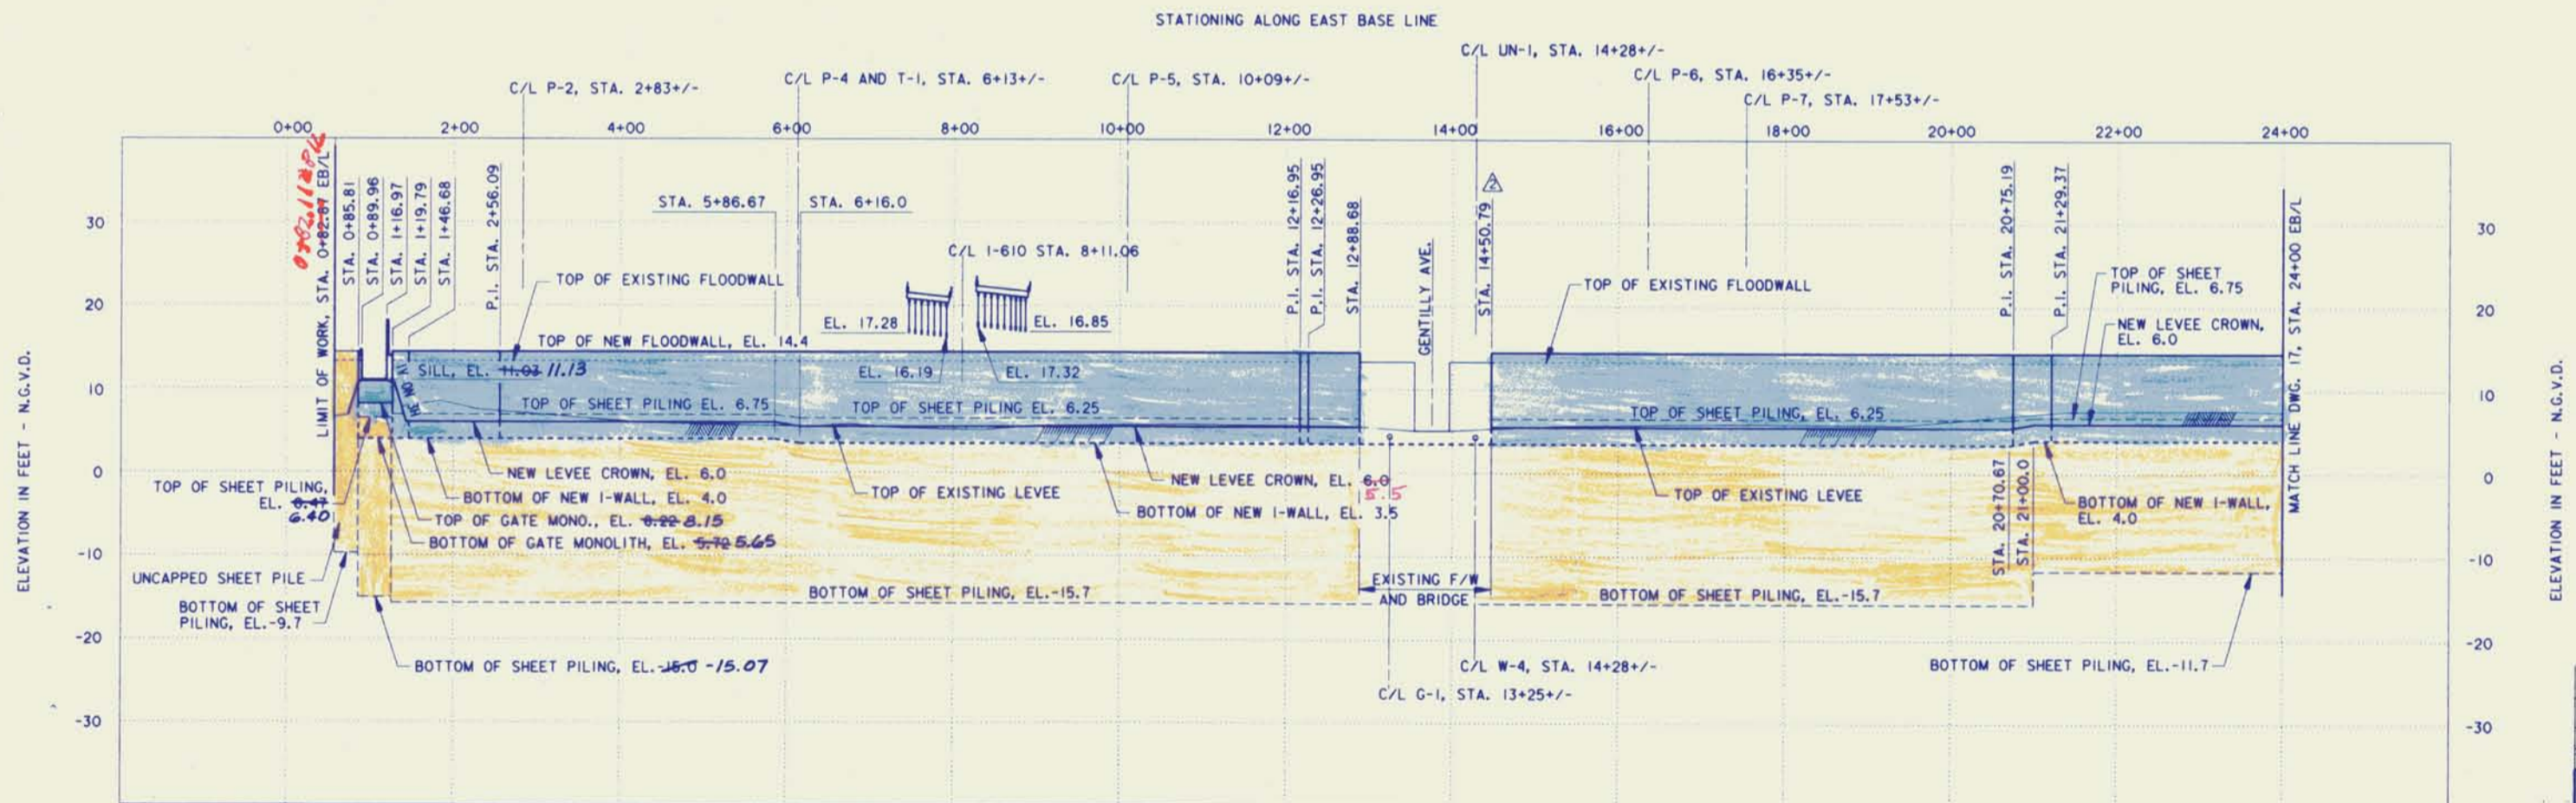 STATIONING ALONG EAST BASE LINE
C/L UN-1, STA. 14+28+/-
C/L P-2, STA. 2+83+/-
C/L P-4 AND T-1, STA. 6+13+/-
C/L P-5, STA. 10+09+/-
C/L P-6, STA. 16+35+/-
C/L P-7, STA. 17+53+/-
0+00 2+00 4+00 6+00 8+00 10+00 12+00 14+00 16+00 18+00 20+00 22+00 24+00
LIMIT OF WORK, STA. 0+82.87 EB/L
STA. 0+85.81
STA. 0+89.96
STA. 1+16.97
STA. 1+19.79
STA. 1+46.68
P.I. STA. 2+56.09
STA. 5+86.67
STA. 6+16.0
C/L I-610 STA. 8+11.06
P.I. STA. 12+16.95
P.I. STA. 12+26.95
STA. 12+88.68
GENTILLY AVE.
STA. 14+50.79
2
P.I. STA. 20+75.19
P.I. STA. 21+29.37
MATCH LINE DWG. 17, STA. 24+00 EB/L
ELEVATION IN FEET - N.G.V.D.
30
20
10
0
-10
-20
-30
TOP OF EXISTING FLOODWALL
EL. 17.28
EL. 16.85
TOP OF NEW FLOODWALL, EL. 14.4
SILL, EL. 11.03 11.13
EL. 16.19
EL. 17.32
TOP OF SHEET PILING EL. 6.75
TOP OF SHEET PILING EL. 6.25
TOP OF EXISTING FLOODWALL
TOP OF SHEET PILING, EL. 6.25
TOP OF SHEET
PILING, EL. 6.75
NEW LEVEE CROWN,
EL. 6.0
TOP OF SHEET PILING,
EL. 6.47
6.40
NEW LEVEE CROWN, EL. 6.0
BOTTOM OF NEW I-WALL, EL. 4.0
TOP OF GATE MONO., EL. 8.22 8.15
BOTTOM OF GATE MONOLITH, EL. 5.72 5.65
TOP OF EXISTING LEVEE
NEW LEVEE CROWN, EL. 6.0
5.5
BOTTOM OF NEW I-WALL, EL. 3.5
TOP OF EXISTING LEVEE
STA. 20+70.67
STA. 21+00.0
BOTTOM OF NEW I-WALL,
EL. 4.0
UNCAPPED SHEET PILE
BOTTOM OF SHEET
PILING, EL.-9.7
BOTTOM OF SHEET PILING, EL.-15.7
EXISTING F/W
AND BRIDGE
BOTTOM OF SHEET PILING, EL.-15.7
BOTTOM OF SHEET PILING, EL.-15.0 -15.07
C/L W-4, STA. 14+28+/-
C/L G-1, STA. 13+25+/-
BOTTOM OF SHEET PILING, EL.-11.7
30
20
10
0
-10
-20
-30
ELEVATION IN FEET - N.G.V.D.